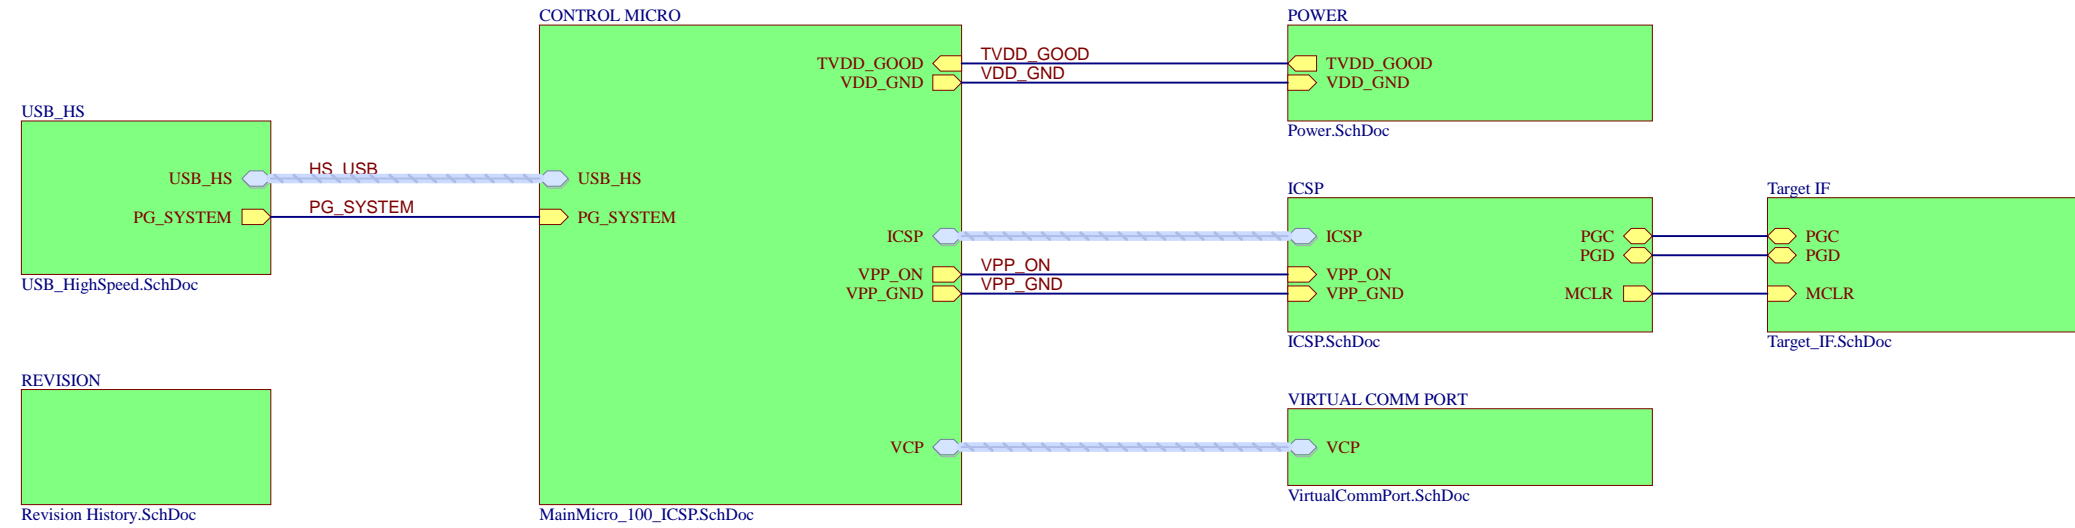 CONTROL MICRO
POWER
TVDD_GOOD
TVDD_GOOD
TVDD_GOOD
VDD_GND
VDD_GND
VDD_GND
USB_HS
Power.SchDoc
USB_HS
HS_USB
USB_HS
PG_SYSTEM
PG_SYSTEM
PG_SYSTEM
USB_HighSpeed.SchDoc
ICSP
Target IF
ICSP
ICSP
PGC
PGC
PGD
PGD
VPP_ON
VPP_ON
VPP_ON
VPP_GND
VPP_GND
VPP_GND
MCLR
MCLR
ICSP.SchDoc
Target_IF.SchDoc
REVISION
VIRTUAL COMM PORT
VCP
VCP
VirtualCommPort.SchDoc
Revision History.SchDoc
MainMicro_100_ICSP.SchDoc